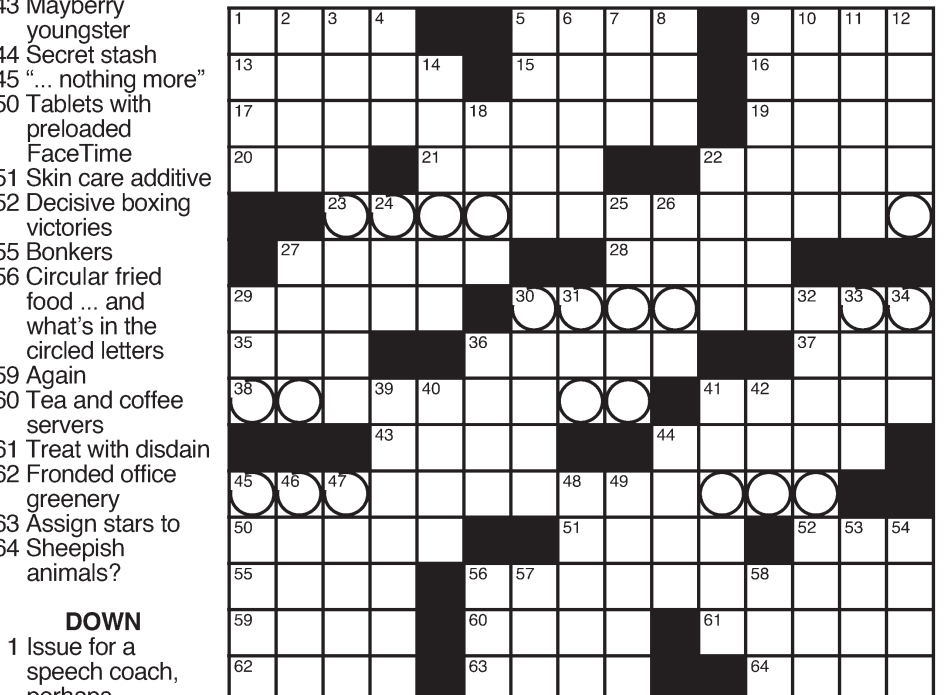 43 Mayberry
youngster
44 Secret stash
45 “... nothing more”
50 Tablets with
preloaded
FaceTime
51 Skin care additive
52 Decisive boxing
victories
55 Bonkers
56 Circular fried
food ... and
what’s in the
circled letters
59 Again
60 Tea and coffee
servers
61 Treat with disdain
62 Fronded office
greenery
63 Assign stars to
64 Sheepish
animals?
DOWN
1 Issue for a
speech coach,
perhaps
1 2 3 4 5 6 7 8 9 10 11 12
13 14 15 16
17 18 19
20 21 22
23 24 25 26
27 28
29 30 31 32 33 34
35 36 37
38 39 40 41 42
43 44
45 46 47 48 49
50 51 52 53 54
55 56 57 58
59 60 61
62 63 64